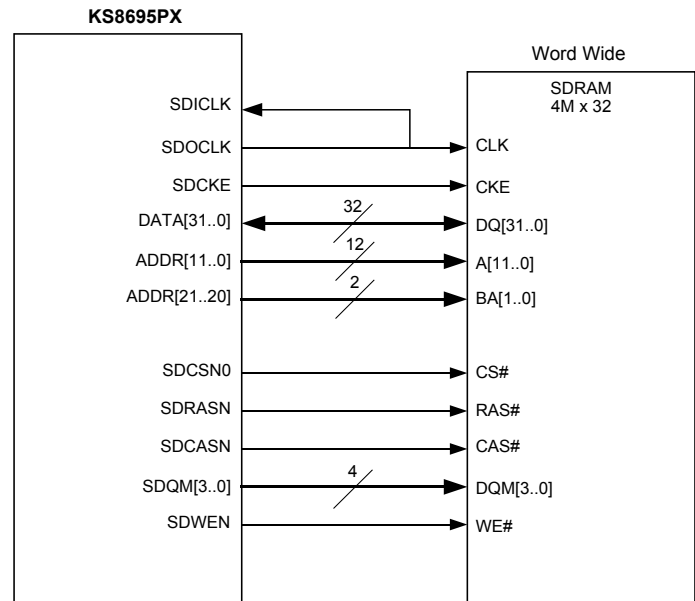 KS8695PX
Word Wide
SDRAM
4M x 32
SDICLK
SDOCLK
CLK
SDCKE
CKE
DATA[31..0]
32
DQ[31..0]
ADDR[11..0]
12
A[11..0]
ADDR[21..20]
2
BA[1..0]
SDCSN0
CS#
SDRASN
RAS#
SDCASN
CAS#
SDQM[3..0]
4
DQM[3..0]
SDWEN
WE#